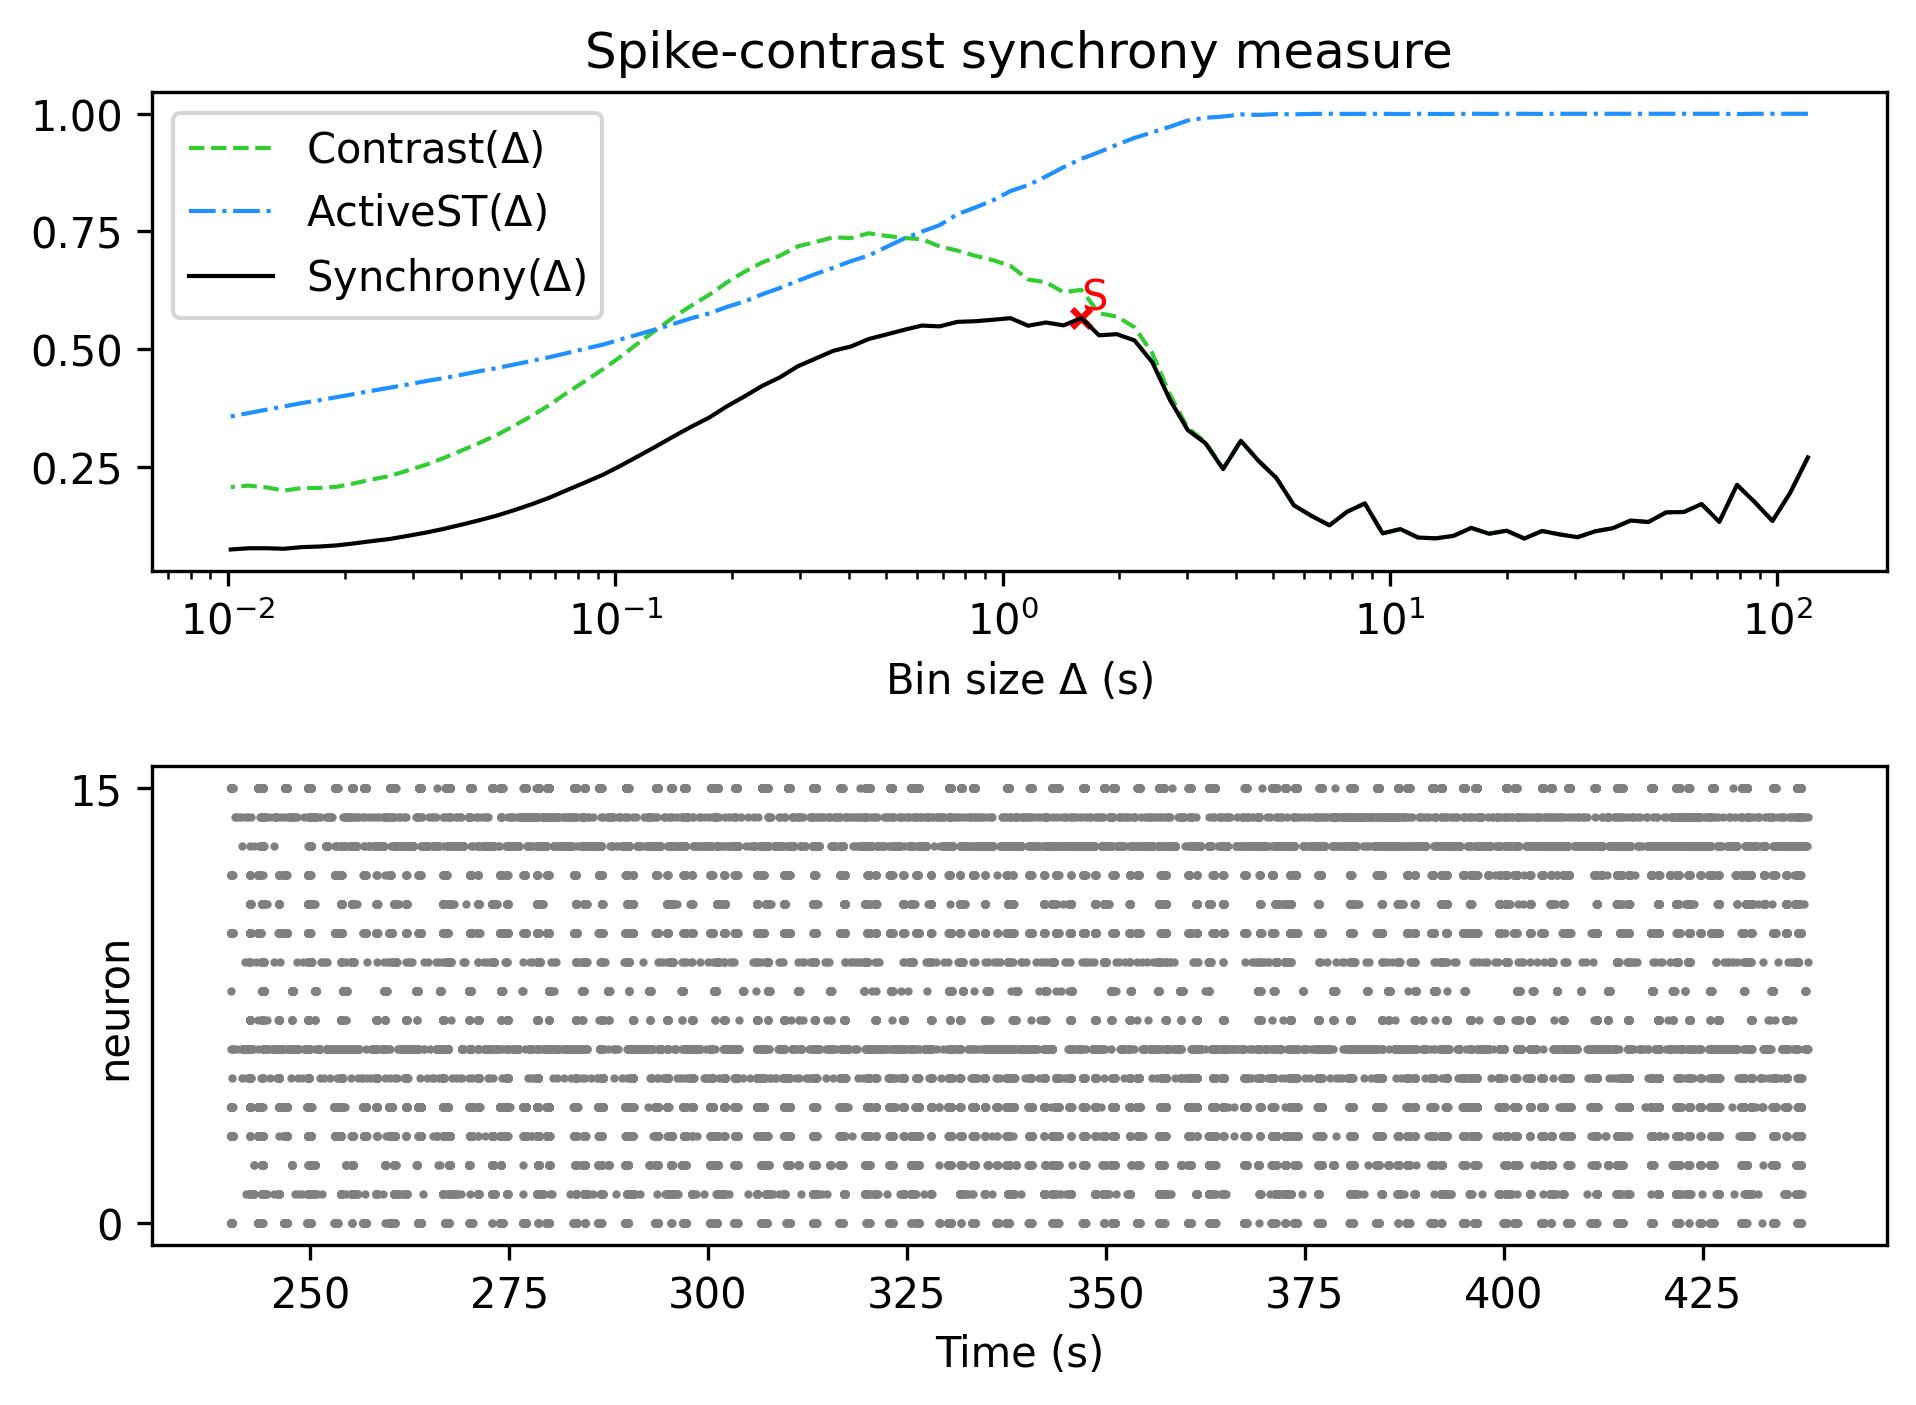 Spike-contrast synchrony measure
1.00
0.75
0.50
0.25
Contrast(Δ)
ActiveST(Δ)
Synchrony(Δ)
S
10⁻² 10⁻¹ 10⁰ 10¹ 10²
Bin size Δ (s)
15
0
neuron
250 275 300 325 350 375 400 425
Time (s)